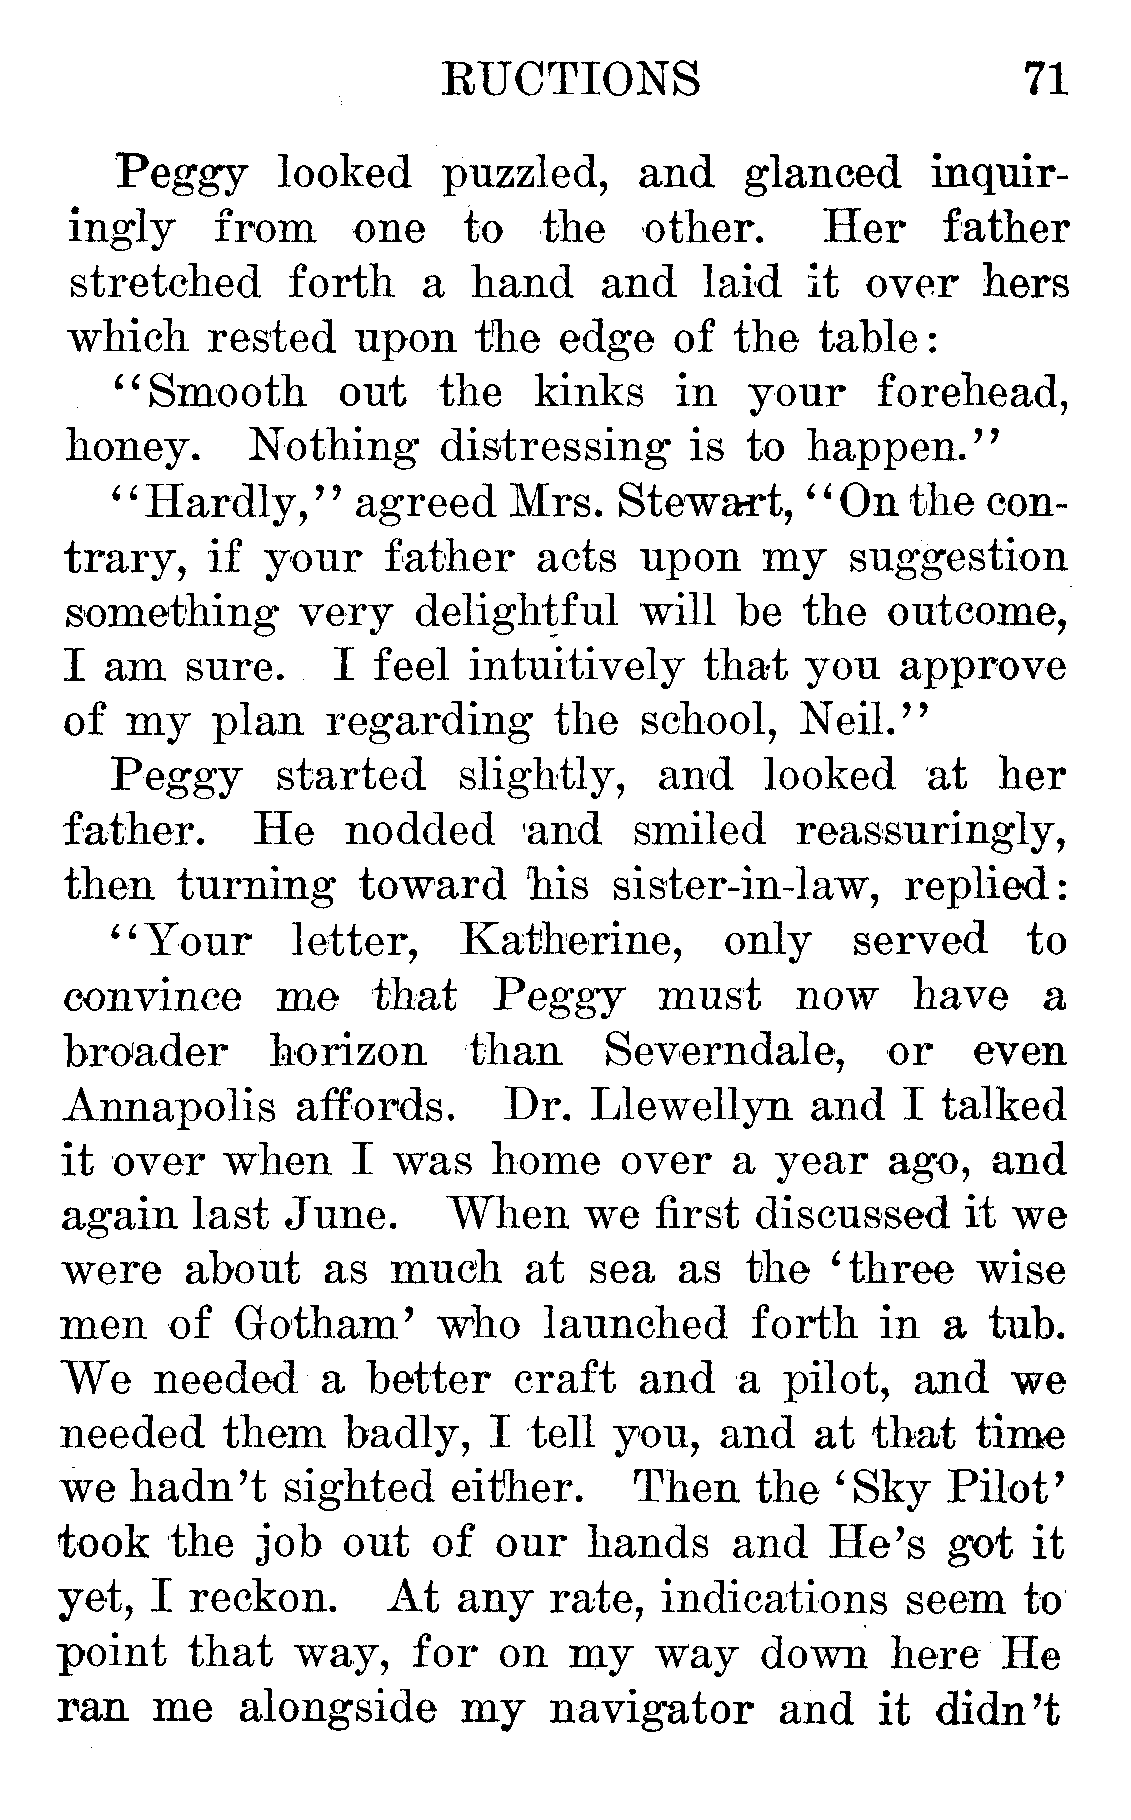 RUCTIONS 71
Peggy looked puzzled, and glanced inquir-
ingly from one to the other. Her father
stretched forth a hand and laid it over hers
which rested upon the edge of the table:
"Smooth out the kinks in your forehead,
honey. Nothing distressing is to happen."
"Hardly," agreed Mrs. Stewart, "On the con-
trary, if your father acts upon my suggestion
something very delightful will be the outcome,
I am sure. I feel intuitively that you approve
of my plan regarding the school, Neil."
Peggy started slightly, and looked at her
father. He nodded and smiled reassuringly,
then turning toward his sister-in-law, replied:
"Your letter, Katherine, only served to
convince me that Peggy must now have a
broader horizon than Severndale, or even
Annapolis affords. Dr. Llewellyn and I talked
it over when I was home over a year ago, and
again last June. When we first discussed it we
were about as much at sea as the 'three wise
men of Gotham' who launched forth in a tub.
We needed a better craft and a pilot, and we
needed them badly, I tell you, and at that time
we hadn't sighted either. Then the 'Sky Pilot'
took the job out of our hands and He's got it
yet, I reckon. At any rate, indications seem to
point that way, for on my way down here He
ran me alongside my navigator and it didn't